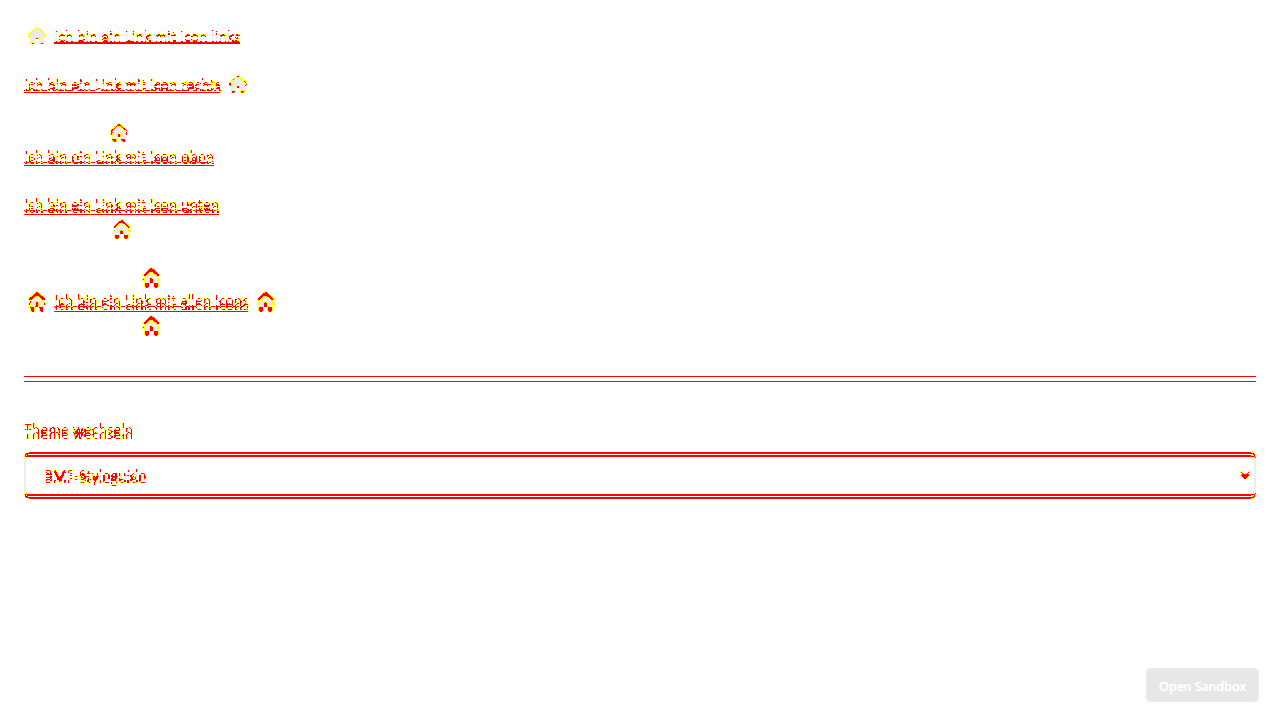 Ich bin ein Link mit Icon links
Ich bin ein Link mit Icon rechts
Ich bin ein Link mit Icon oben
Ich bin ein Link mit Icon unten
Ich bin ein Link mit allen Icons
Theme wechseln
Styleguide
Open Sandbox